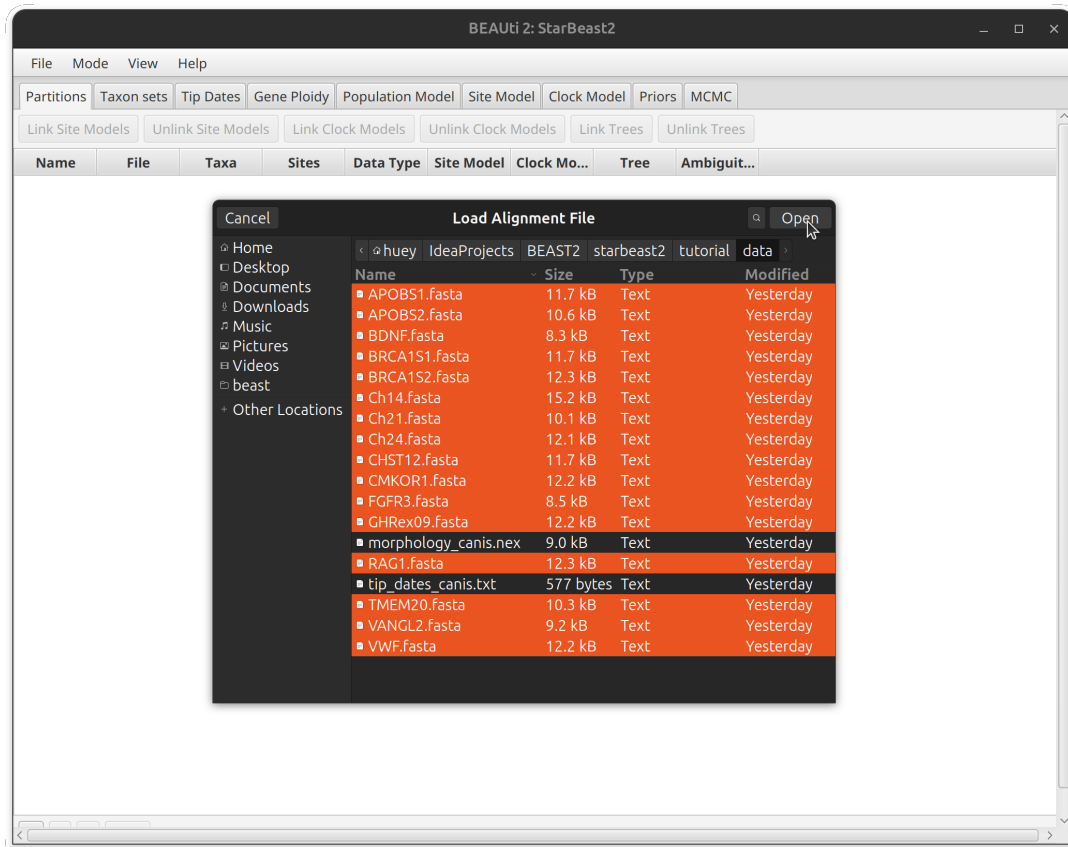 BEAUti 2: StarBeast2
File Mode View Help
Partitions Taxon sets Tip Dates Gene Ploidy Population Model Site Model Clock Model Priors MCMC
Link Site Models Unlink Site Models Link Clock Models Unlink Clock Models Link Trees Unlink Trees
Name File Taxa Sites Data Type Site Model Clock Mo... Tree Ambiguit...
Cancel Load Alignment File Open
Home
Desktop
Documents
Downloads
Music
Pictures
Videos
beast
+ Other Locations
huey IdeaProjects BEAST2 starbeast2 tutorial data
Name Size Type Modified
APOBS1.fasta 11.7 kB Text Yesterday
APOBS2.fasta 10.6 kB Text Yesterday
BDNF.fasta 8.3 kB Text Yesterday
BRCA1S1.fasta 11.7 kB Text Yesterday
BRCA1S2.fasta 12.3 kB Text Yesterday
Ch14.fasta 15.2 kB Text Yesterday
Ch21.fasta 10.1 kB Text Yesterday
Ch24.fasta 12.1 kB Text Yesterday
CHST12.fasta 11.7 kB Text Yesterday
CMKOR1.fasta 12.2 kB Text Yesterday
FGFR3.fasta 8.5 kB Text Yesterday
GHRex09.fasta 12.2 kB Text Yesterday
morphology_canis.nex 9.0 kB Text Yesterday
RAG1.fasta 12.3 kB Text Yesterday
tip_dates_canis.txt 577 bytes Text Yesterday
TMEM20.fasta 10.3 kB Text Yesterday
VANGL2.fasta 9.2 kB Text Yesterday
VWF.fasta 12.2 kB Text Yesterday